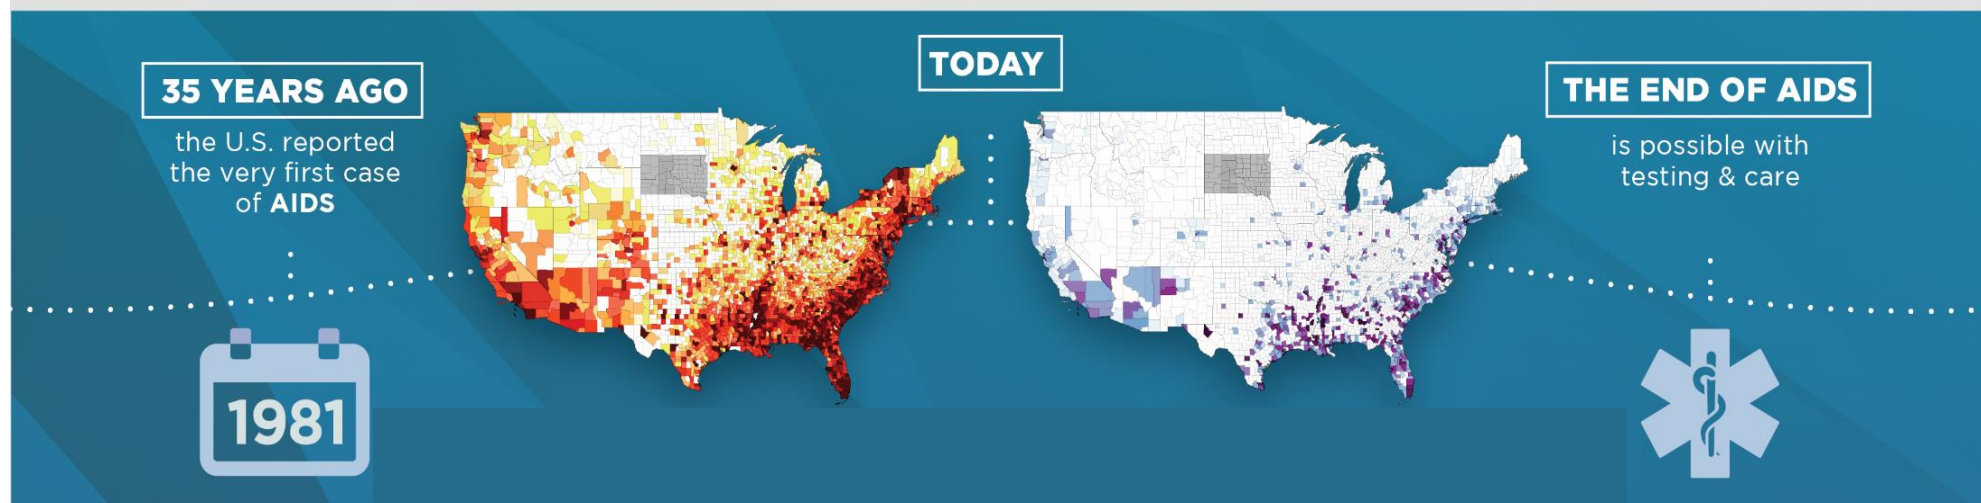 35 YEARS AGO
the U.S. reported
the very first case
of AIDS
1981
TODAY
THE END OF AIDS
is possible with
testing & care